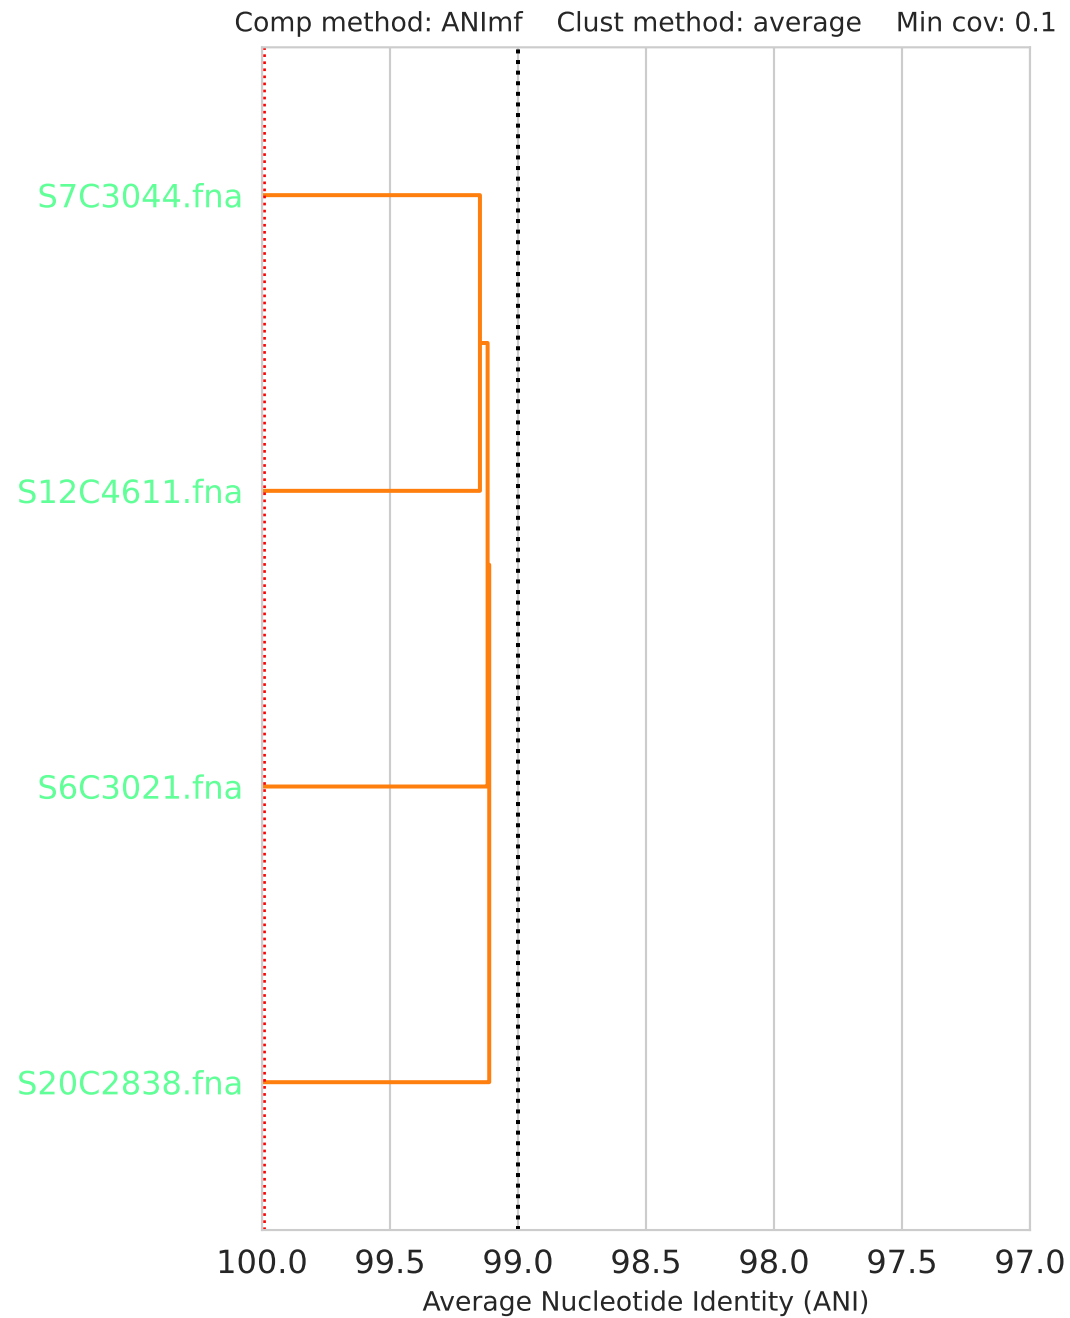 Comp method: ANImf    Clust method: average    Min cov: 0.1
S7C3044.fna
S12C4611.fna
S6C3021.fna
S20C2838.fna
100.0 99.5 99.0 98.5 98.0 97.5 97.0
Average Nucleotide Identity (ANI)